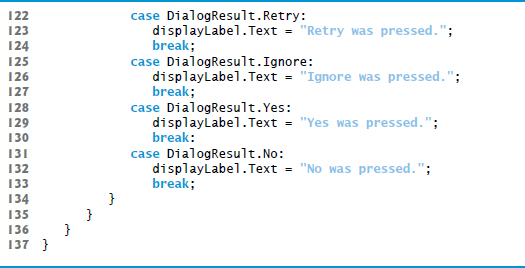 122 case DialogResult.Retry:
123 displayLabel.Text = "Retry was pressed.";
124 break;
125 case DialogResult.Ignore:
126 displayLabel.Text = "Ignore was pressed.";
127 break;
128 case DialogResult.Yes:
129 displayLabel.Text = "Yes was pressed.";
130 break:
131 case DialogResult.No:
132 displayLabel.Text = "No was pressed.";
133 break;
134 }
135 }
136 }
137 }